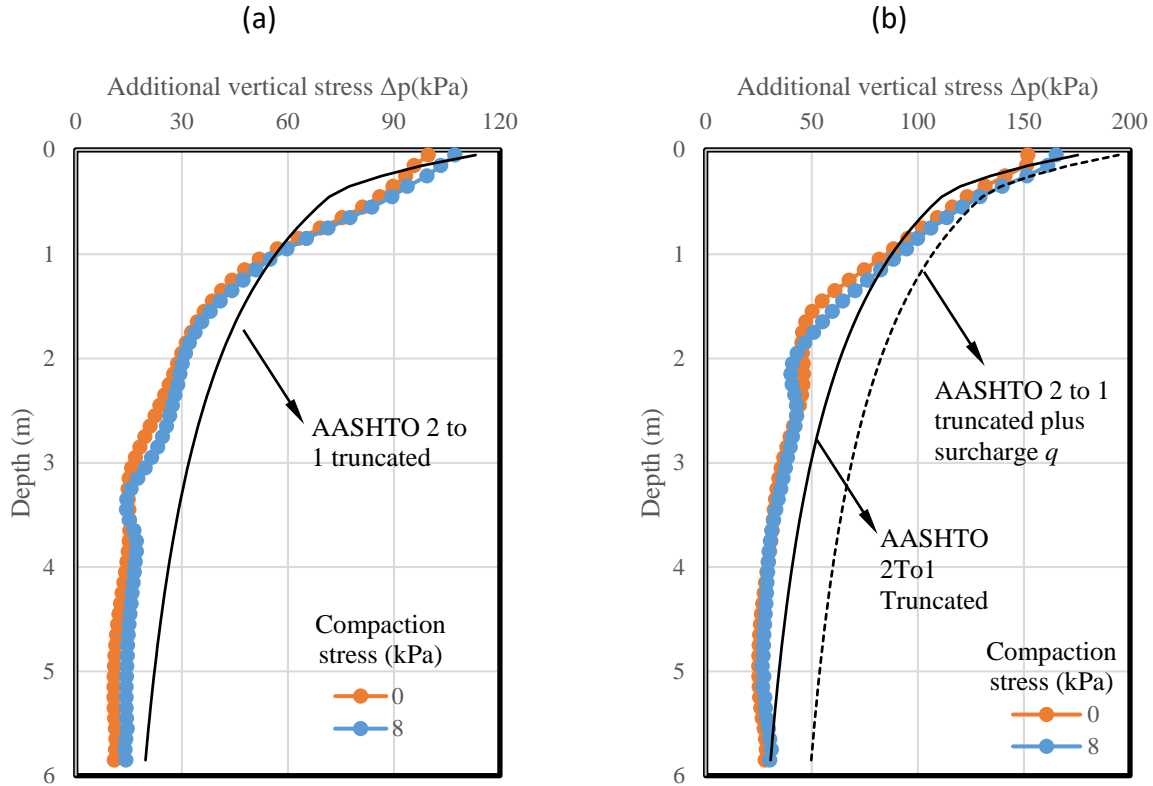 (a)
Additional vertical stress Δp(kPa)
0 30 60 90 120
0
1
2
3
4
5
6
Depth (m)
AASHTO 2 to
1 truncated
Compaction
stress (kPa)
0
8
(b)
Additional vertical stress Δp(kPa)
0 50 100 150 200
0
1
2
3
4
5
6
Depth (m)
AASHTO 2 to 1
truncated plus
surcharge q
AASHTO
2To1
Truncated
Compaction
stress (kPa)
0
8